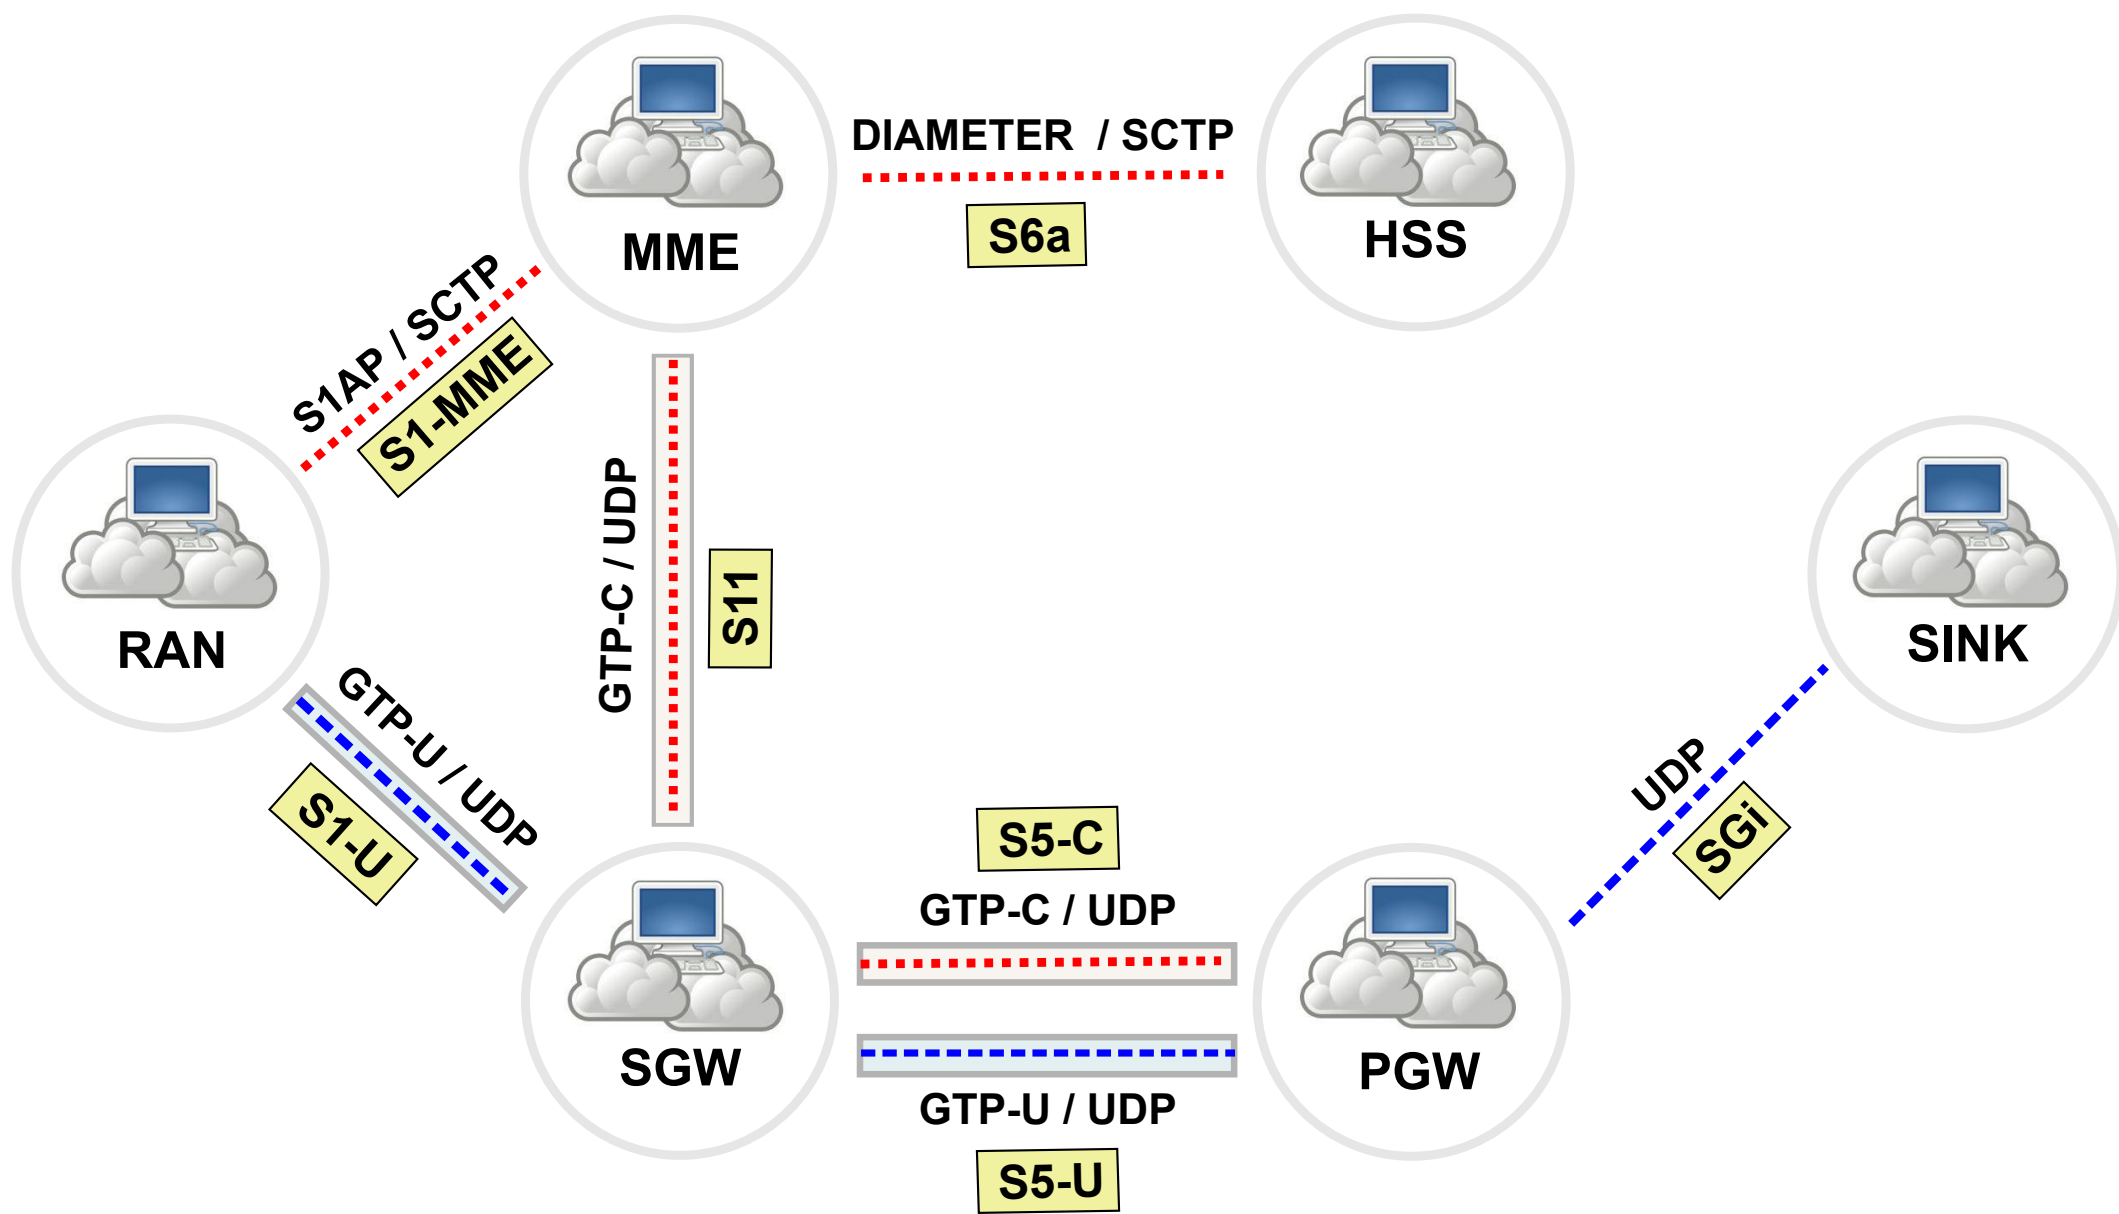 DIAMETER / SCTP
S6a
MME
HSS
S1AP / SCTP
S1-MME
GTP-C / UDP
S11
RAN
SINK
GTP-U / UDP
S1-U
UDP
SGi
S5-C
GTP-C / UDP
SGW
PGW
GTP-U / UDP
S5-U